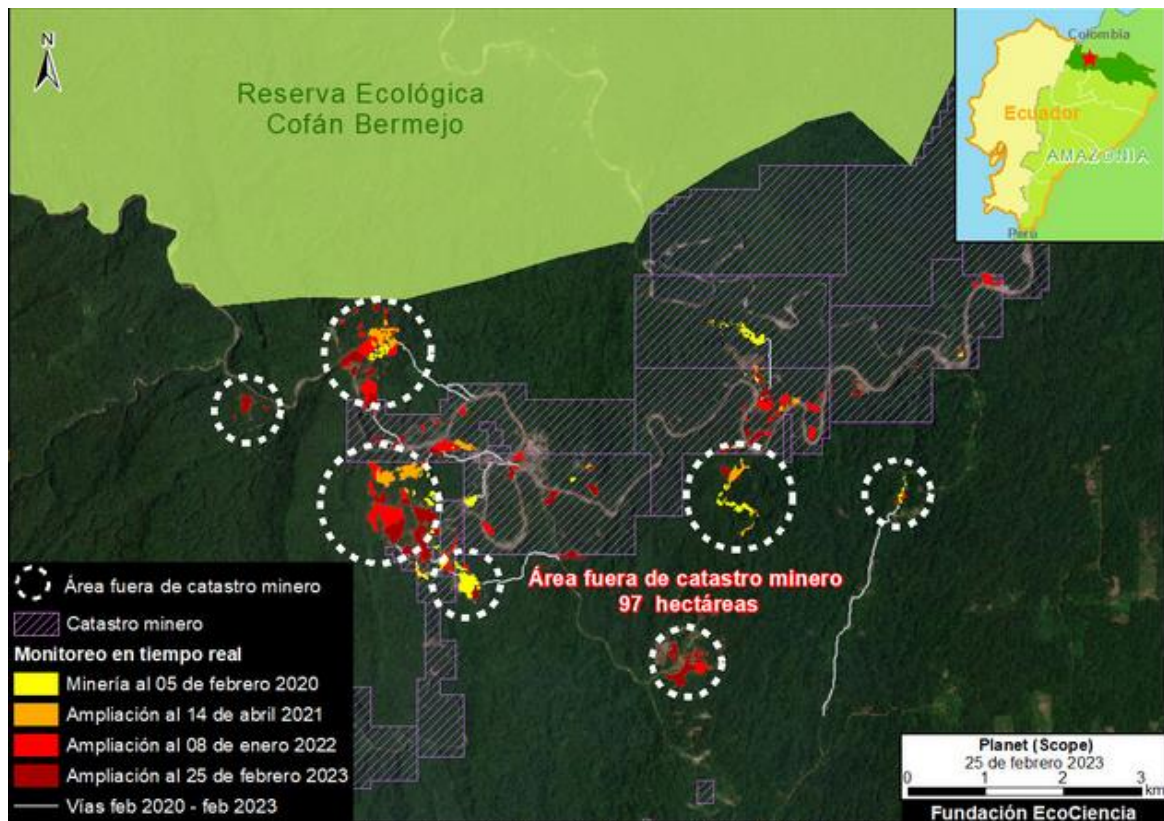 N
Reserva Ecológica
Cofán Bermejo
Colombia
Ecuador
AMAZONÍA
Perú
Área fuera de catastro minero
97 hectáreas
Área fuera de catastro minero
Catastro minero
Monitoreo en tiempo real
Minería al 05 de febrero 2020
Ampliación al 14 de abril 2021
Ampliación al 08 de enero 2022
Ampliación al 25 de febrero 2023
Vías feb 2020 - feb 2023
Planet (Scope)
25 de febrero 2023
0 1 2 3
km
Fundación EcoCiencia